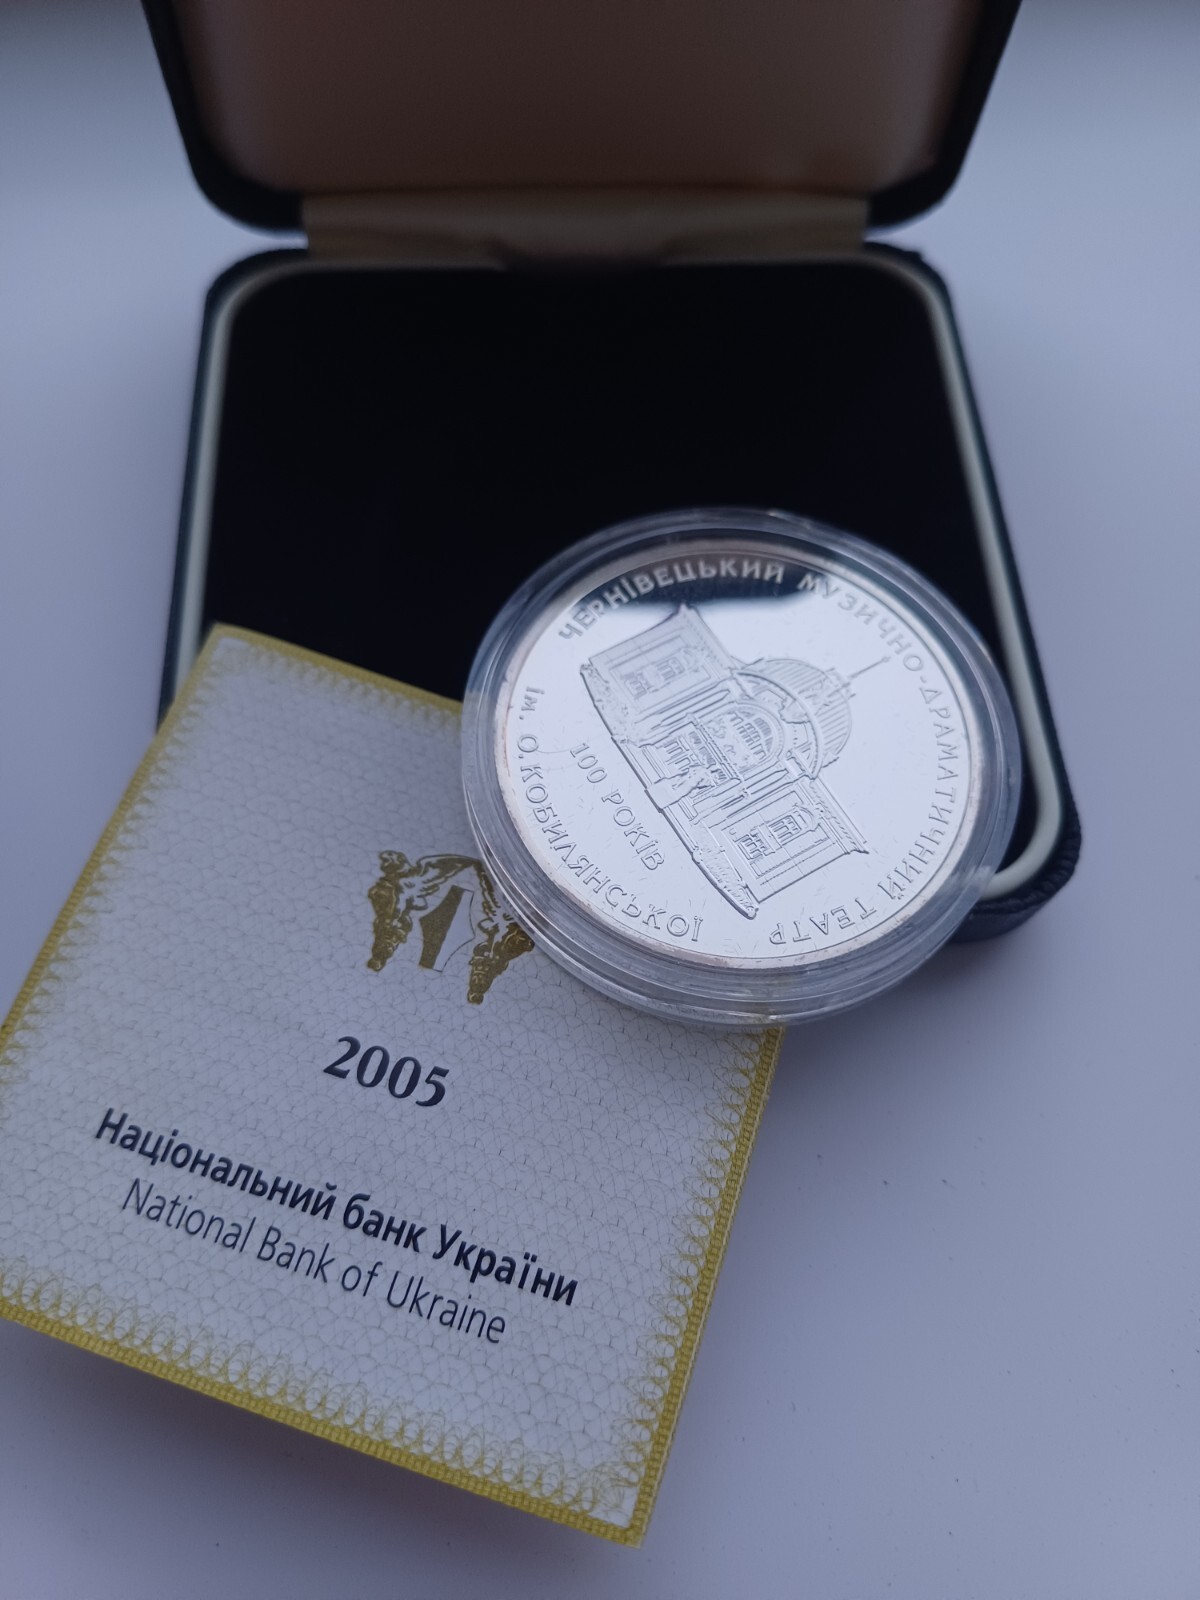 ЧЕРНІВЕЦЬКИЙ МУЗИЧНО-ДРАМАТИЧНИЙ ТЕАТР
ім. О.КОБИЛЯНСЬКОЇ
100 РОКІВ
2005
Національний банк України
National Bank of Ukraine